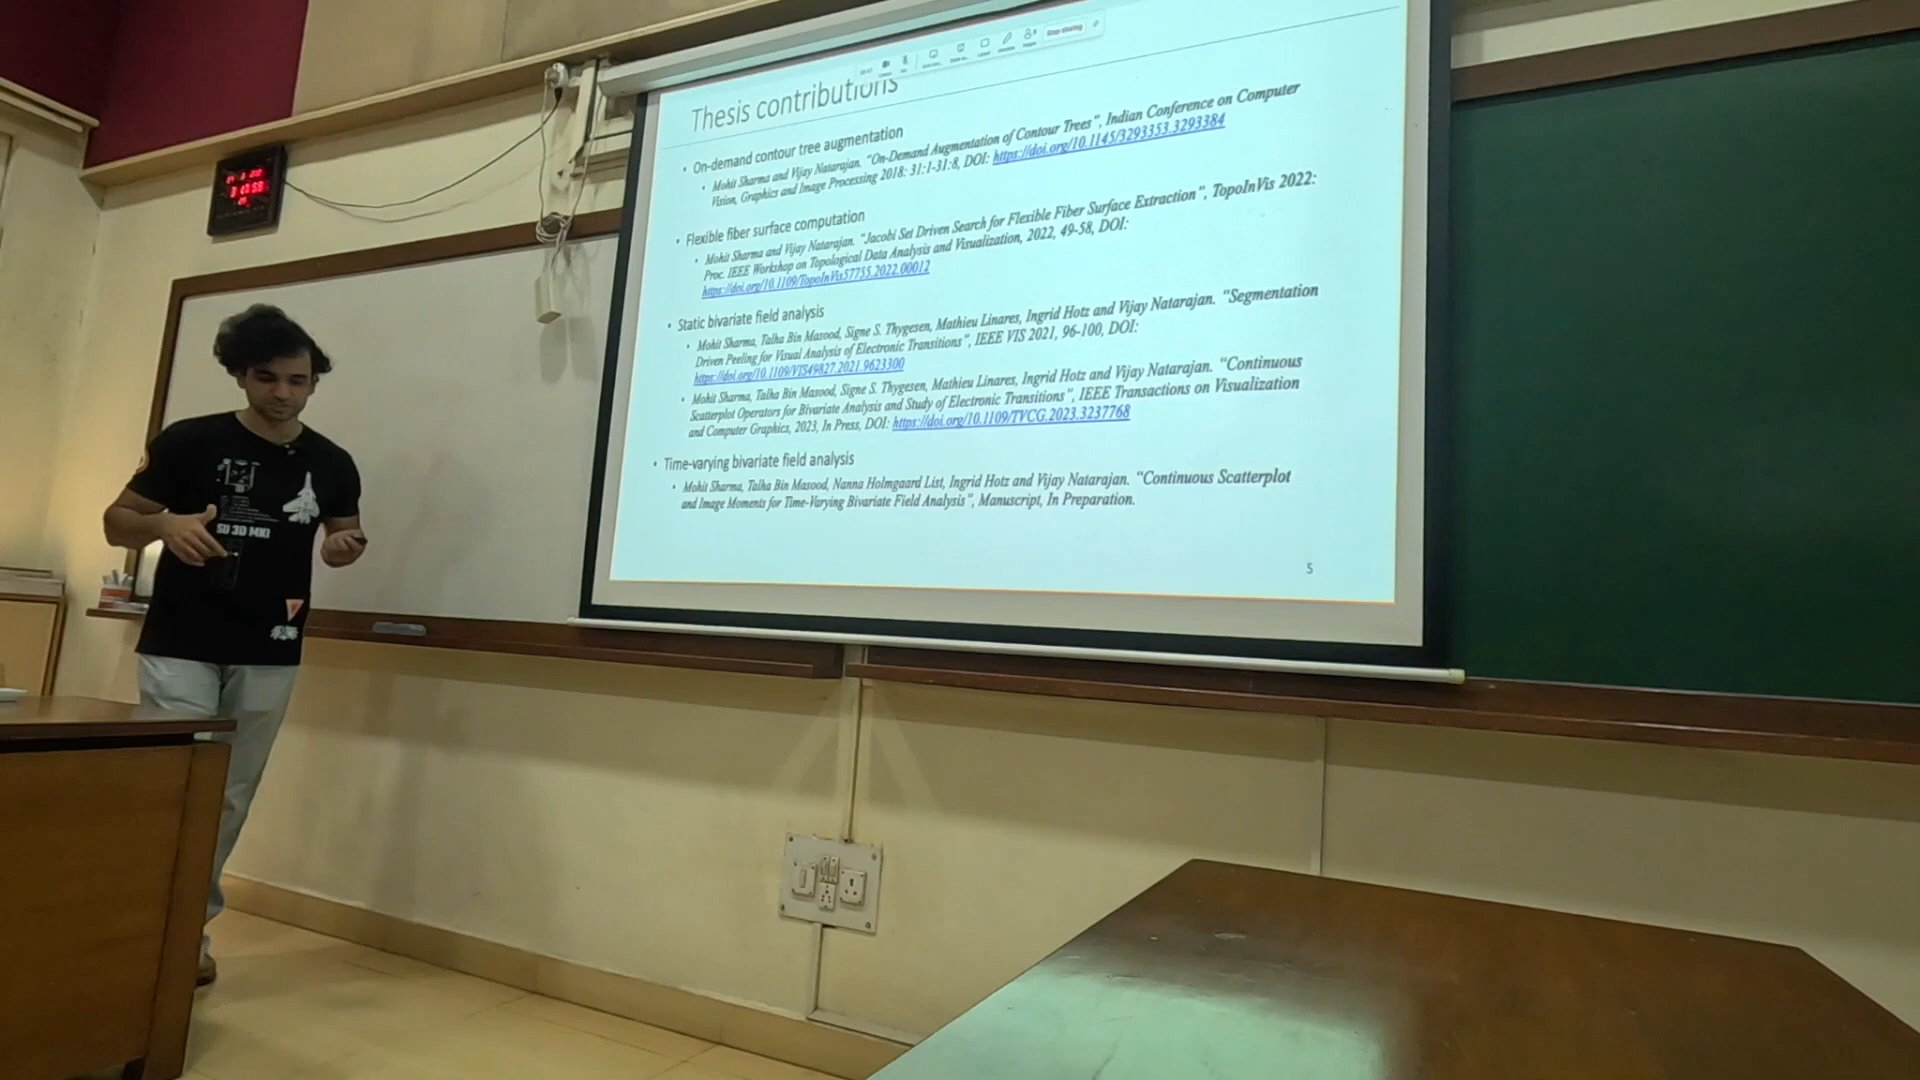 Stop sharing
Thesis contributions
• On-demand contour tree augmentation
• Mohit Sharma and Vijay Natarajan. “On-Demand Augmentation of Contour Trees”, Indian Conference on Computer
Vision, Graphics and Image Processing 2018: 31:1-31:8, DOI: https://doi.org/10.1145/3293353.3293384
• Flexible fiber surface computation
• Mohit Sharma and Vijay Natarajan. “Jacobi Set Driven Search for Flexible Fiber Surface Extraction”, TopoInVis 2022:
Proc. IEEE Workshop on Topological Data Analysis and Visualization, 2022, 49-58, DOI:
https://doi.org/10.1109/TopoInVis57755.2022.00012
• Static bivariate field analysis
• Mohit Sharma, Talha Bin Masood, Signe S. Thygesen, Mathieu Linares, Ingrid Hotz and Vijay Natarajan. “Segmentation
Driven Peeling for Visual Analysis of Electronic Transitions”, IEEE VIS 2021, 96-100, DOI:
https://doi.org/10.1109/VIS49827.2021.9623300
• Mohit Sharma, Talha Bin Masood, Signe S. Thygesen, Mathieu Linares, Ingrid Hotz and Vijay Natarajan. “Continuous
Scatterplot Operators for Bivariate Analysis and Study of Electronic Transitions”, IEEE Transactions on Visualization
and Computer Graphics, 2023, In Press, DOI: https://doi.org/10.1109/TVCG.2023.3237768
• Time-varying bivariate field analysis
• Mohit Sharma, Talha Bin Masood, Nanna Holmgaard List, Ingrid Hotz and Vijay Natarajan. “Continuous Scatterplot
and Image Moments for Time-Varying Bivariate Field Analysis”, Manuscript, In Preparation.
5
SU 30 MKI